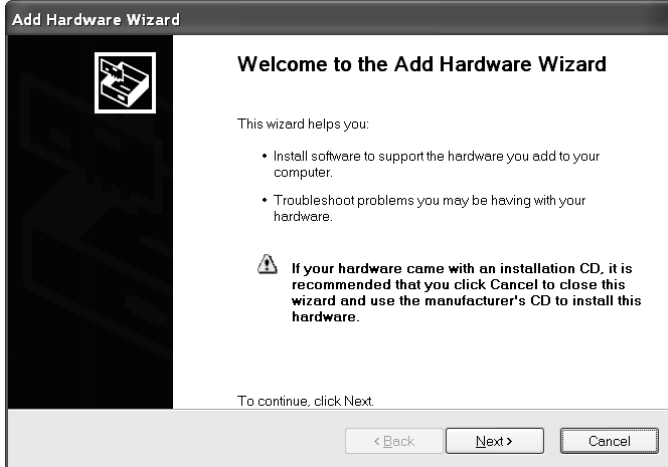 Add Hardware Wizard
Welcome to the Add Hardware Wizard
This wizard helps you:
• Install software to support the hardware you add to your
computer.
• Troubleshoot problems you may be having with your
hardware.
If your hardware came with an installation CD, it is
recommended that you click Cancel to close this
wizard and use the manufacturer's CD to install this
hardware.
To continue, click Next.
< Back Next > Cancel